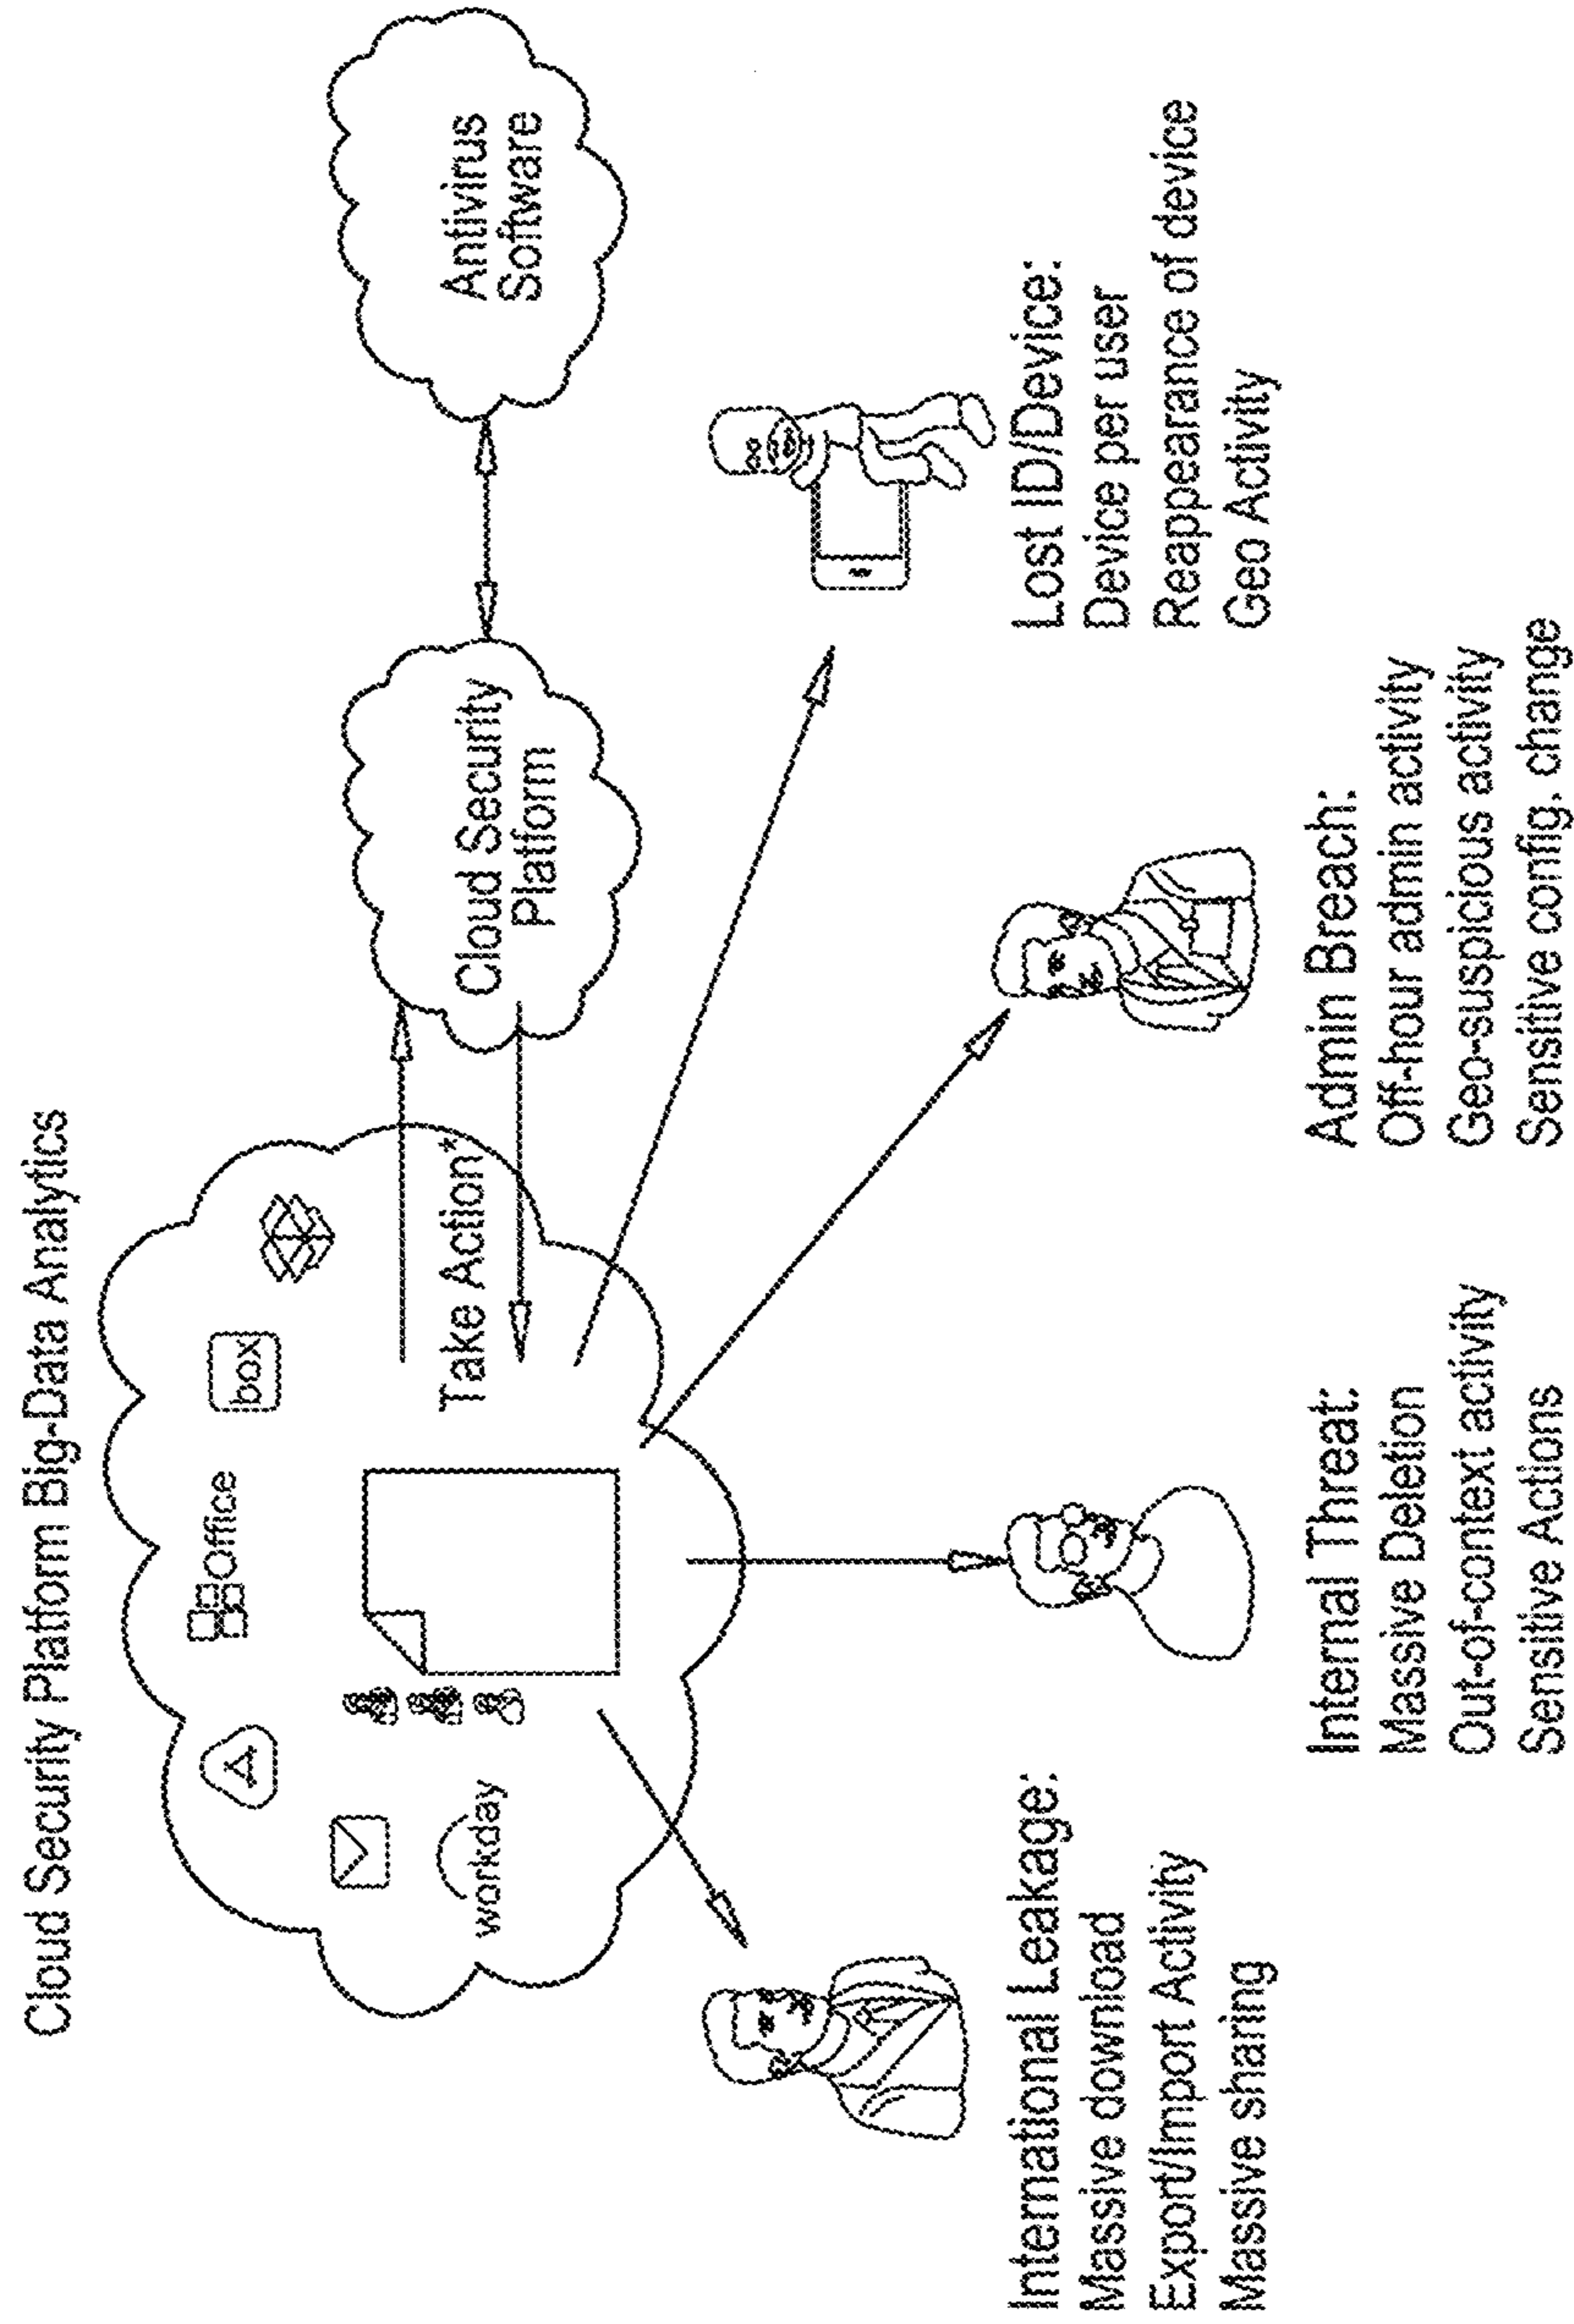 Cloud Security Platform Big-Data Analytics
Office
box
workday
Take Action*
Cloud Security
Platform
Antivirus
Software
International Leakage:
Massive download
Export/Import Activity
Massive sharing
Internal Threat:
Massive Deletion
Out-of-context activity
Sensitive Actions
Admin Breach:
Off-hour admin activity
Geo-suspicious activity
Sensitive config. change
Lost ID/Device:
Device per user
Reappearance of device
Geo Activity